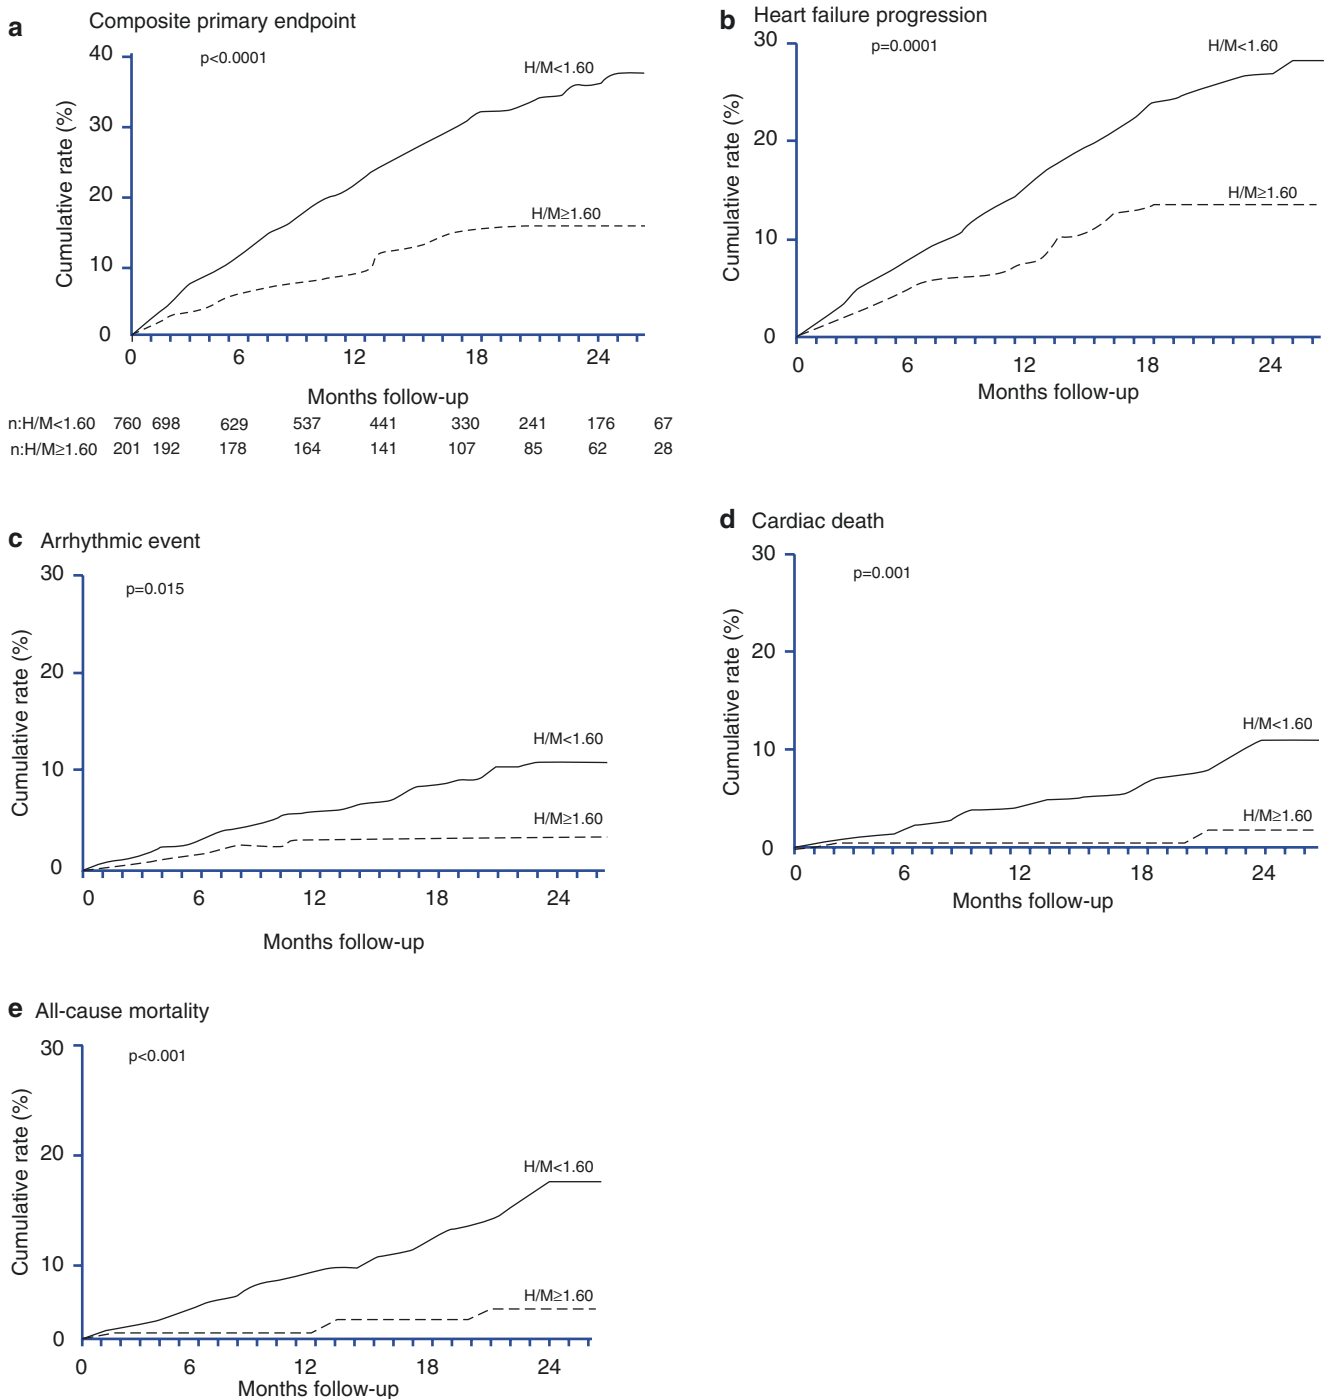 a Composite primary endpoint
p<0.0001
H/M<1.60
H/M≥1.60
Cumulative rate (%)
40
30
20
10
0
0 6 12 18 24
Months follow-up
n:H/M<1.60 760 698 629 537 441 330 241 176 67
n:H/M≥1.60 201 192 178 164 141 107 85 62 28
b Heart failure progression
p=0.0001
H/M<1.60
H/M≥1.60
Cumulative rate (%)
30
20
10
0
0 6 12 18 24
Months follow-up
c Arrhythmic event
p=0.015
H/M<1.60
H/M≥1.60
Cumulative rate (%)
30
20
10
0
0 6 12 18 24
Months follow-up
d Cardiac death
p=0.001
H/M<1.60
H/M≥1.60
Cumulative rate (%)
30
20
10
0
0 6 12 18 24
Months follow-up
e All-cause mortality
p<0.001
H/M<1.60
H/M≥1.60
Cumulative rate (%)
30
20
10
0
0 6 12 18 24
Months follow-up